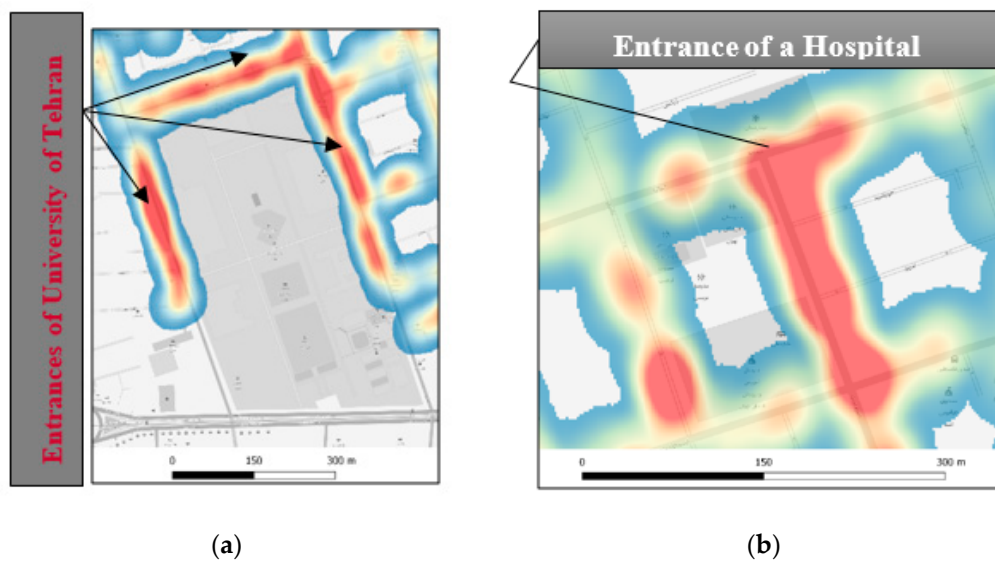 Entrances of University of Tehran
0 150 300 m
(a)
Entrance of a Hospital
0 150 300 m
(b)